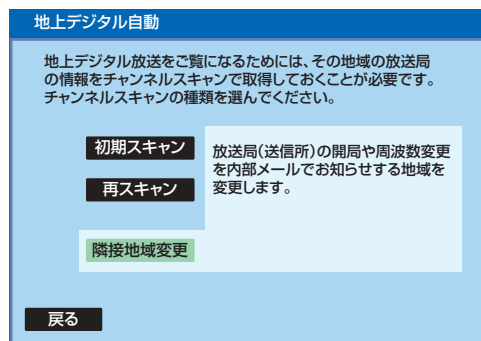 地上デジタル自動
地上デジタル放送をご覧になるためには、その地域の放送局
の情報をチャンネルスキャンで取得しておくことが必要です。
チャンネルスキャンの種類を選んでください。
初期スキャン
再スキャン
隣接地域変更
放送局(送信所)の開局や周波数変更
を内部メールでお知らせする地域を
変更します。
戻る